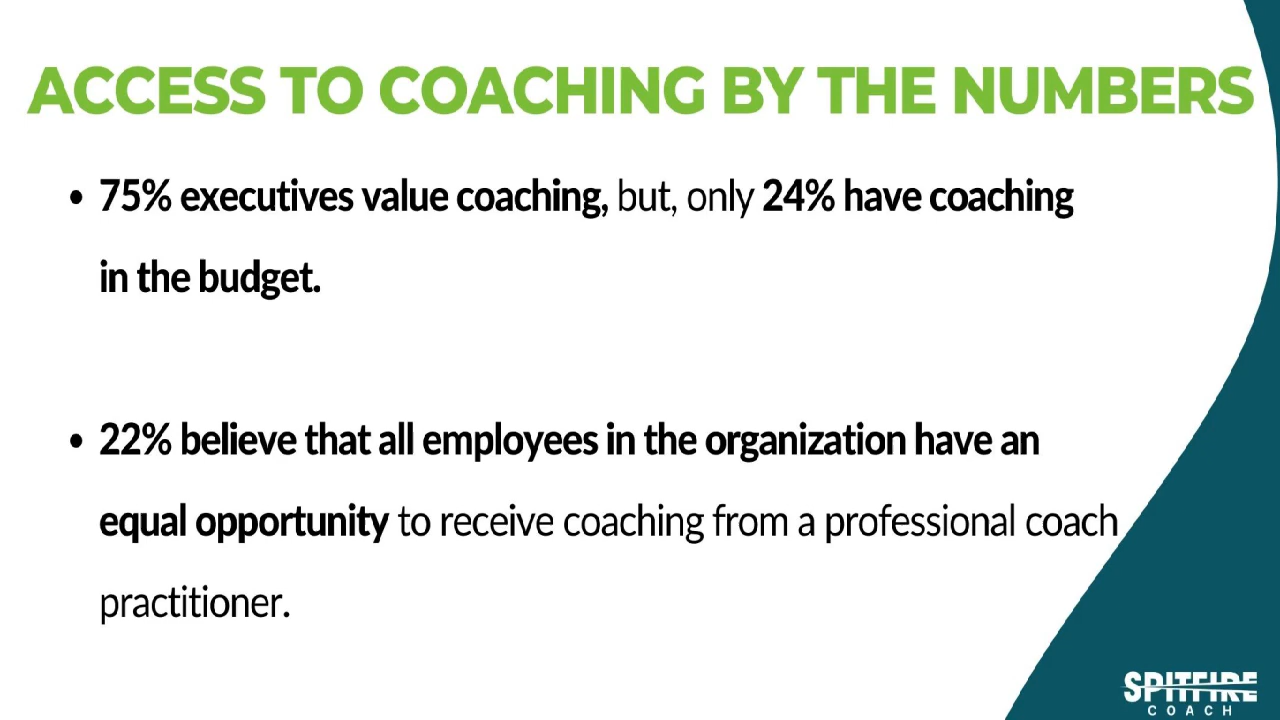 ACCESS TO COACHING BY THE NUMBERS
• 75% executives value coaching, but, only 24% have coaching
in the budget.
• 22% believe that all employees in the organization have an
equal opportunity to receive coaching from a professional coach
practitioner.
SPITFIRE
COACH